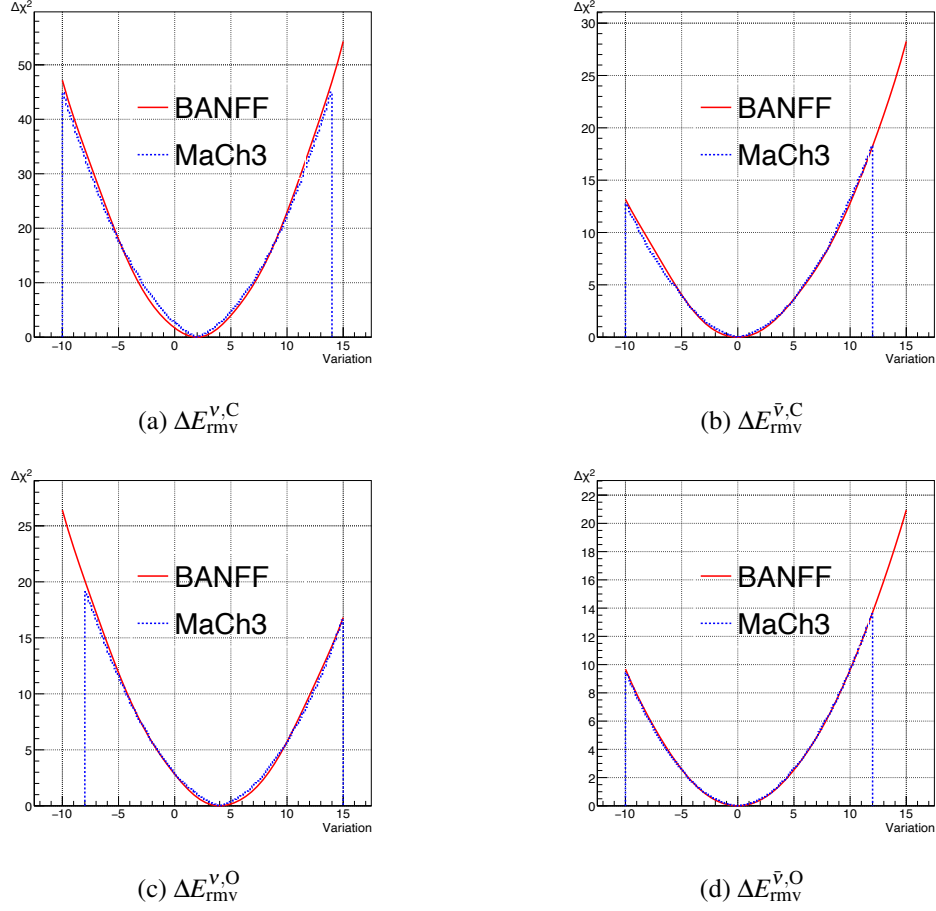 Δχ²
50
40
30
20
10
0
−10 −5 0 5 10 15
Variation
BANFF
MaCh3
(a) ΔE_rmv^{ν,C}
Δχ²
30
25
20
15
10
5
0
−10 −5 0 5 10 15
Variation
BANFF
MaCh3
(b) ΔE_rmv^{ν̄,C}
Δχ²
25
20
15
10
5
0
−10 −5 0 5 10 15
Variation
BANFF
MaCh3
(c) ΔE_rmv^{ν,O}
Δχ²
22
20
18
16
14
12
10
8
6
4
2
0
−10 −5 0 5 10 15
Variation
BANFF
MaCh3
(d) ΔE_rmv^{ν̄,O}